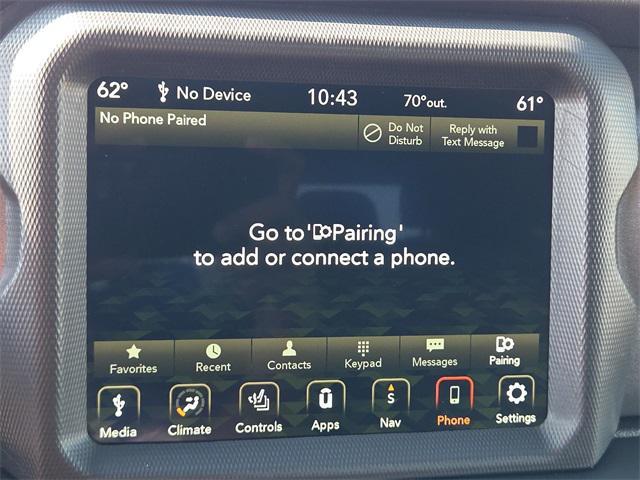 62° No Device 10:43 70°out. 61°
No Phone Paired Do Not Disturb Reply with Text Message
Go to 'Pairing'
to add or connect a phone.
Favorites Recent Contacts Keypad Messages Pairing
S
Media Climate Controls Apps Nav Phone Settings